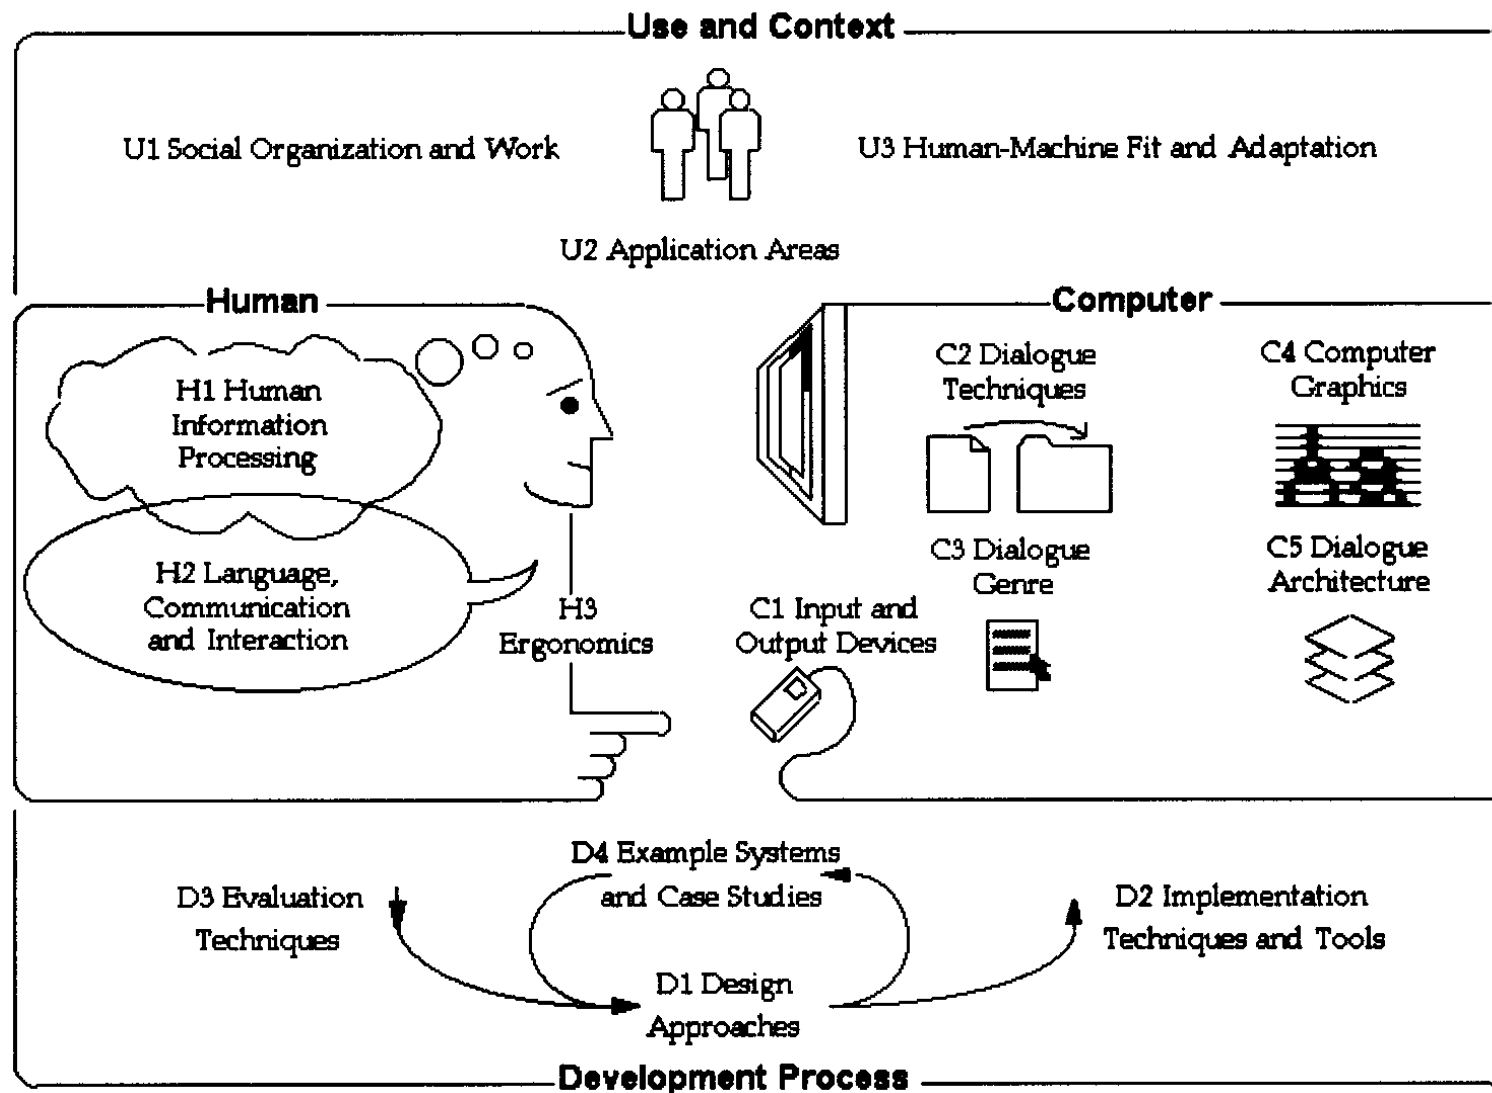 Use and Context
U1 Social Organization and Work
U3 Human-Machine Fit and Adaptation
U2 Application Areas
Human
H1 Human
Information
Processing
H2 Language,
Communication
and Interaction
H3
Ergonomics
Computer
C1 Input and
Output Devices
C2 Dialogue
Techniques
C3 Dialogue
Genre
C4 Computer
Graphics
C5 Dialogue
Architecture
D4 Example Systems
and Case Studies
D3 Evaluation
Techniques
D2 Implementation
Techniques and Tools
D1 Design
Approaches
Development Process